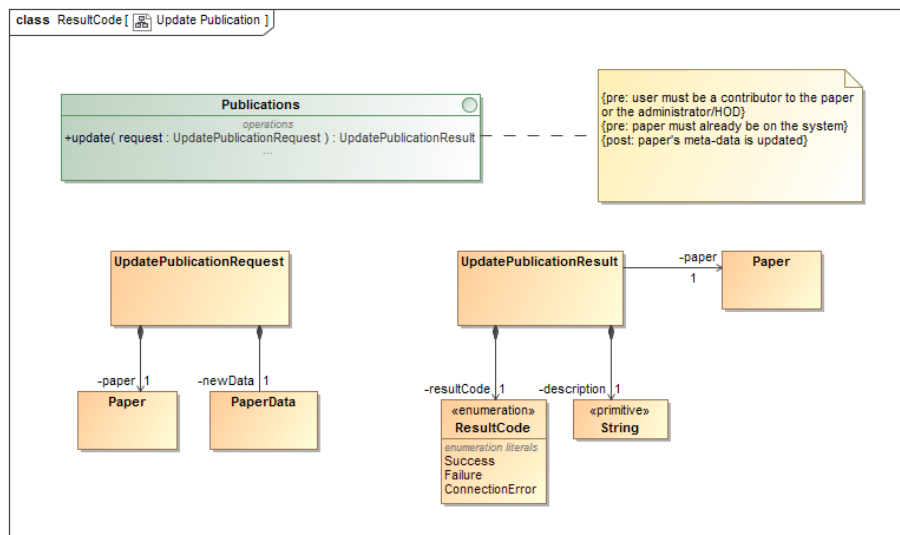 class ResultCode [ Update Publication ]
Publications
operations
+update( request : UpdatePublicationRequest ) : UpdatePublicationResult
...
{pre: user must be a contributor to the paper
or the administrator/HOD}
{pre: paper must already be on the system}
{post: paper's meta-data is updated}
UpdatePublicationRequest
UpdatePublicationResult
-paper
1
Paper
-paper 1
-newData 1
Paper
PaperData
-resultCode 1
-description 1
«enumeration»
ResultCode
enumeration literals
Success
Failure
ConnectionError
«primitive»
String